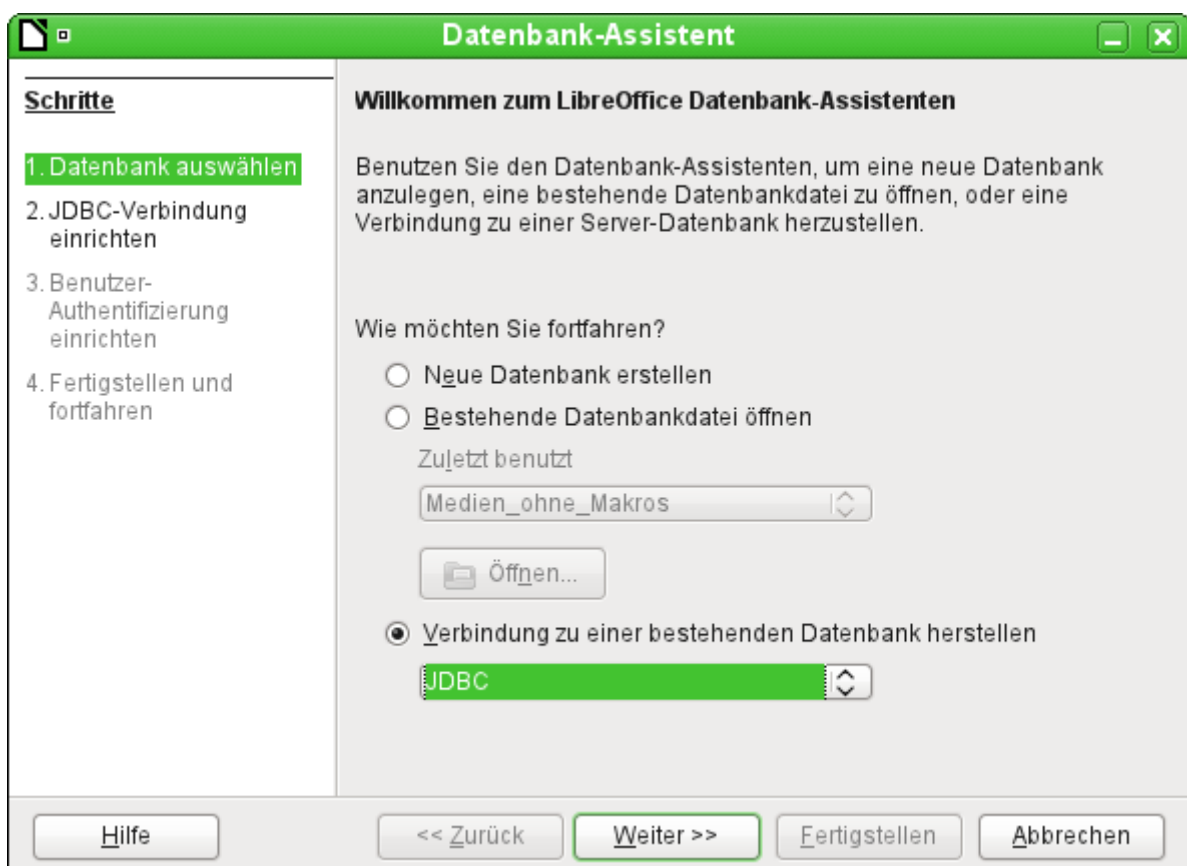 Datenbank-Assistent
Schritte
1. Datenbank auswählen
2. JDBC-Verbindung
einrichten
3. Benutzer-
Authentifizierung
einrichten
4. Fertigstellen und
fortfahren
Willkommen zum LibreOffice Datenbank-Assistenten
Benutzen Sie den Datenbank-Assistenten, um eine neue Datenbank
anzulegen, eine bestehende Datenbankdatei zu öffnen, oder eine
Verbindung zu einer Server-Datenbank herzustellen.
Wie möchten Sie fortfahren?
Neue Datenbank erstellen
Bestehende Datenbankdatei öffnen
Zuletzt benutzt
Medien_ohne_Makros
Öffnen...
Verbindung zu einer bestehenden Datenbank herstellen
JDBC
Hilfe
<< Zurück
Weiter >>
Fertigstellen
Abbrechen